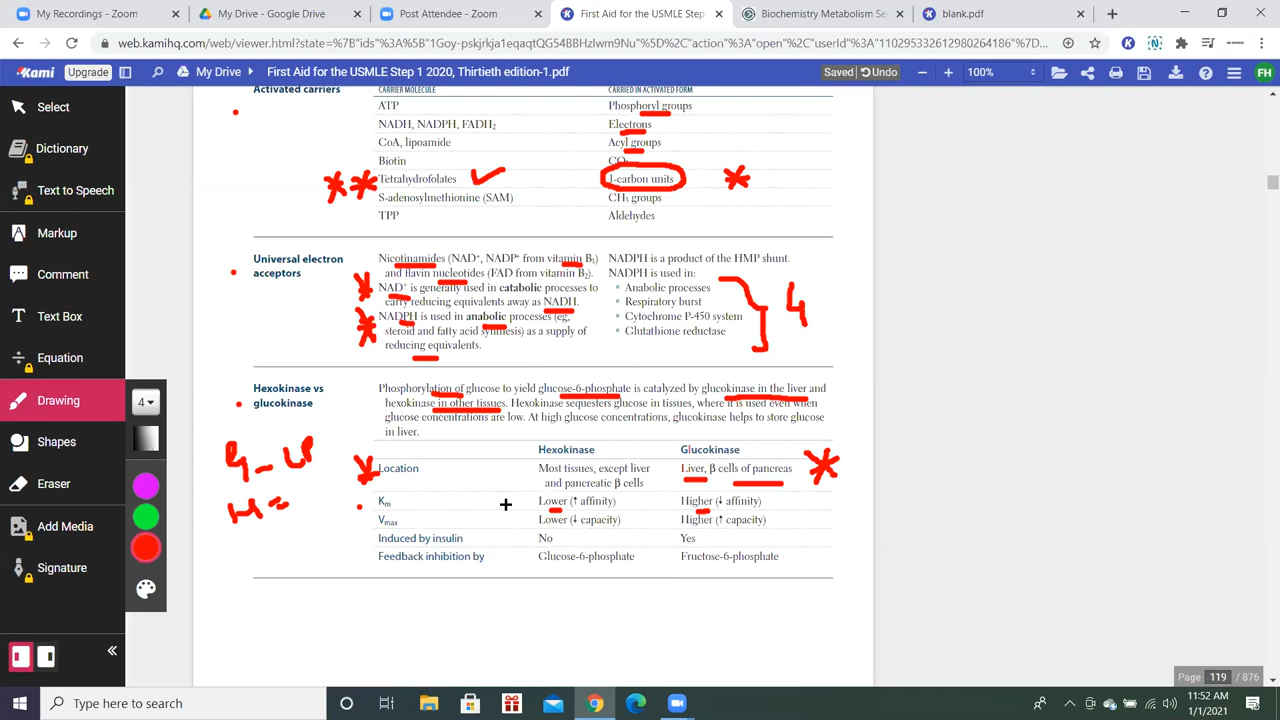 My Recordings - Zoom
My Drive - Google Drive
Post Attendee - Zoom
First Aid for the USMLE Step
Biochemistry Metabolism Se
blank.pdf
web.kamihq.com/web/viewer.html?state=%7B"ids"%3A%5B"1Goy-pskjrkja1eqaqtQG54BBHzlwm9Nu"%5D%2C"action"%3A"open"%2C"userId"%3A"110295332612980264186"%7D...
Kami Upgrade
My Drive / First Aid for the USMLE Step 1 2020, Thirtieth edition-1.pdf
Saved Undo
100%
FH
Select
Dictionary
Text to Speech
Markup
Comment
Text Box
Equation
Drawing
Shapes
Eraser
Add Media
Signature
4
Activated carriers
CARRIER MOLECULE CARRIED IN ACTIVATED FORM
ATP Phosphoryl groups
NADH, NADPH, FADH₂ Electrons
CoA, lipoamide Acyl groups
Biotin CO₂
Tetrahydrofolates 1-carbon units
S-adenosylmethionine (SAM) CH₃ groups
TPP Aldehydes
Universal electron
acceptors
Nicotinamides (NAD⁺, NADP⁺ from vitamin B₃)
and flavin nucleotides (FAD from vitamin B₂).
NAD⁺ is generally used in catabolic processes to
carry reducing equivalents away as NADH.
NADPH is used in anabolic processes (eg,
steroid and fatty acid synthesis) as a supply of
reducing equivalents.
NADPH is a product of the HMP shunt.
NADPH is used in:
▪ Anabolic processes
▪ Respiratory burst
▪ Cytochrome P-450 system
▪ Glutathione reductase
4
Hexokinase vs
glucokinase
Phosphorylation of glucose to yield glucose-6-phosphate is catalyzed by glucokinase in the liver and
hexokinase in other tissues. Hexokinase sequesters glucose in tissues, where it is used even when
glucose concentrations are low. At high glucose concentrations, glucokinase helps to store glucose
in liver.
Hexokinase Glucokinase
Location Most tissues, except liver Liver, β cells of pancreas
and pancreatic β cells
Km Lower (↑ affinity) Higher (↓ affinity)
Vmax Lower (↓ capacity) Higher (↑ capacity)
Induced by insulin No Yes
Feedback inhibition by Glucose-6-phosphate Fructose-6-phosphate
Page 119 / 876
Type here to search
11:52 AM
1/1/2021